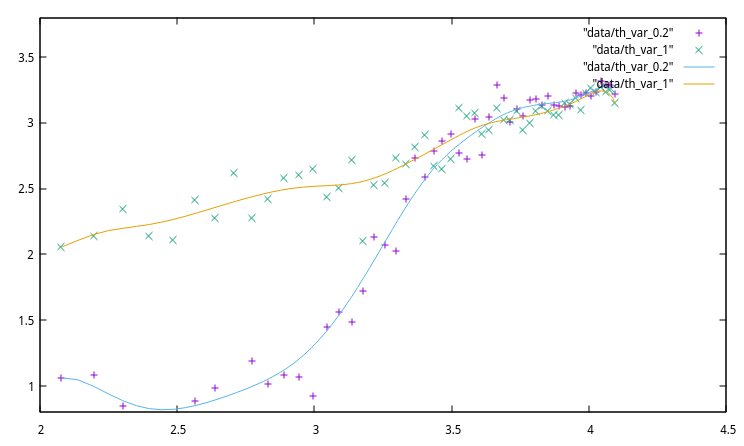 "data/th_var_0.2"
"data/th_var_1"
"data/th_var_0.2"
"data/th_var_1"
3.5
3
2.5
2
1.5
1
2 2.5 3 3.5 4 4.5